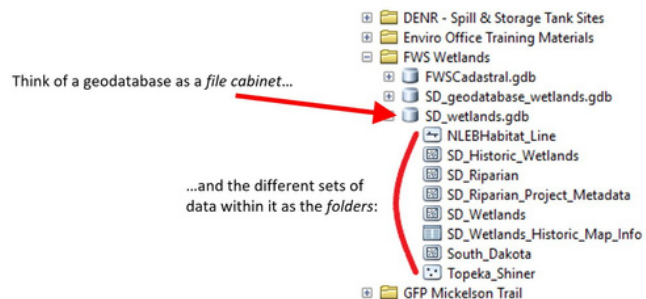 DENR - Spill & Storage Tank Sites
Enviro Office Training Materials
FWS Wetlands
Think of a geodatabase as a file cabinet...
FWSCadastral.gdb
SD_geodatabase_wetlands.gdb
SD_wetlands.gdb
NLEBHabitat_Line
SD_Historic_Wetlands
SD_Riparian
...and the different sets of
data within it as the folders:
SD_Riparian_Project_Metadata
SD_Wetlands
SD_Wetlands_Historic_Map_Info
South_Dakota
Topeka_Shiner
GFP Mickelson Trail